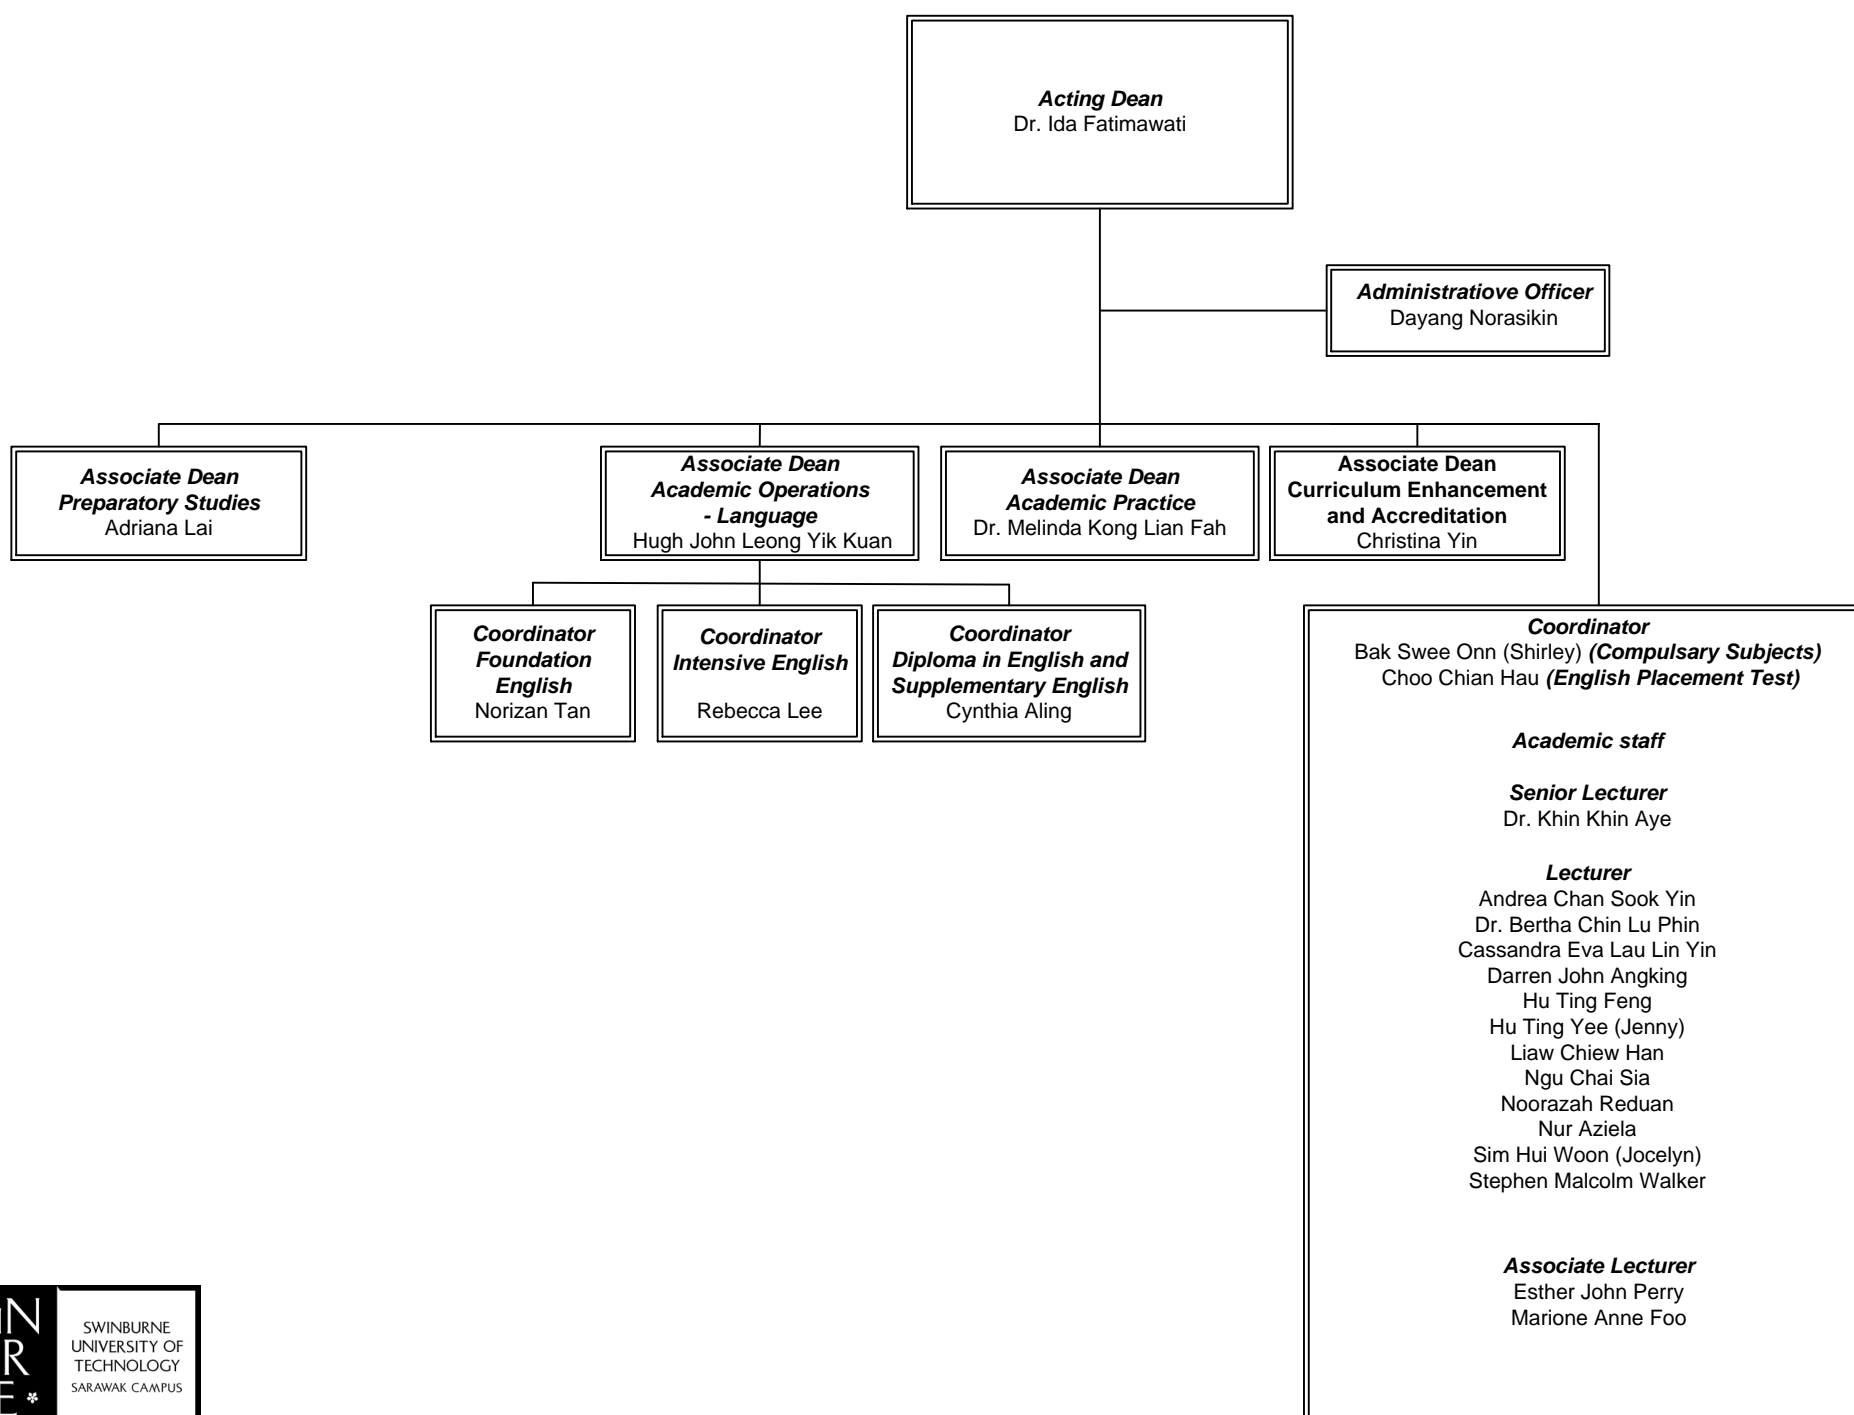 Acting Dean
Dr. Ida Fatimawati
Administratiove Officer
Dayang Norasikin
Associate Dean
Preparatory Studies
Adriana Lai
Associate Dean
Academic Operations
- Language
Hugh John Leong Yik Kuan
Associate Dean
Academic Practice
Dr. Melinda Kong Lian Fah
Associate Dean
Curriculum Enhancement
and Accreditation
Christina Yin
Coordinator
Foundation
English
Norizan Tan
Coordinator
Intensive English
Rebecca Lee
Coordinator
Diploma in English and
Supplementary English
Cynthia Aling
Coordinator
Bak Swee Onn (Shirley) (Compulsary Subjects)
Choo Chian Hau (English Placement Test)
Academic staff
Senior Lecturer
Dr. Khin Khin Aye
Lecturer
Andrea Chan Sook Yin
Dr. Bertha Chin Lu Phin
Cassandra Eva Lau Lin Yin
Darren John Angking
Hu Ting Feng
Hu Ting Yee (Jenny)
Liaw Chiew Han
Ngu Chai Sia
Noorazah Reduan
Nur Aziela
Sim Hui Woon (Jocelyn)
Stephen Malcolm Walker
Associate Lecturer
Esther John Perry
Marione Anne Foo
SWINBURNE
UNIVERSITY OF
TECHNOLOGY
SARAWAK CAMPUS